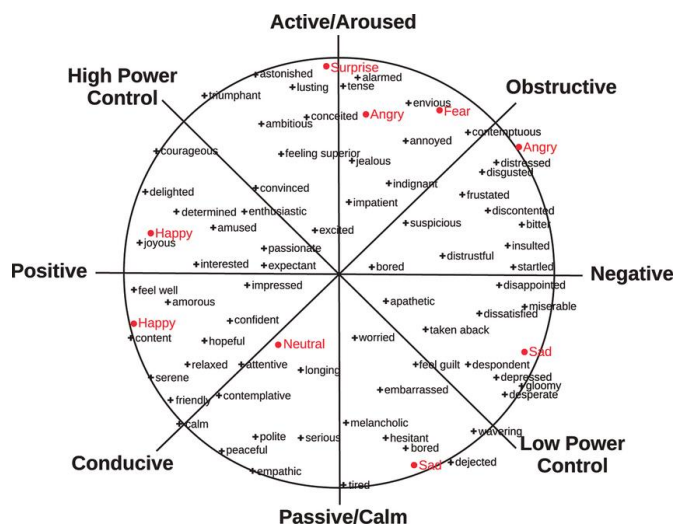 Active/Aroused
Surprise
astonished
alarmed
High Power
Control
lusting
tense
Obstructive
triumphant
envious
Fear
conceited
Angry
ambitious
contemptuous
annoyed
Angry
courageous
feeling superior
jealous
distressed
disgusted
indignant
convinced
delighted
frustated
impatient
determined
enthusiastic
discontented
amused
excited
suspicious
bitter
Happy
joyous
passionate
insulted
distrustful
interested
expectant
bored
startled
Positive
Negative
feel well
impressed
disappointed
amorous
apathetic
miserable
dissatisfied
Happy
confident
taken aback
content
hopeful
Neutral
worried
Sad
relaxed
attentive
longing
feel guilt
despondent
serene
depressed
gloomy
embarrassed
desperate
friendly
contemplative
calm
melancholic
wavering
polite
serious
hesitant
Low Power
Control
peaceful
bored
Conducive
empathic
Sad
dejected
tired
Passive/Calm